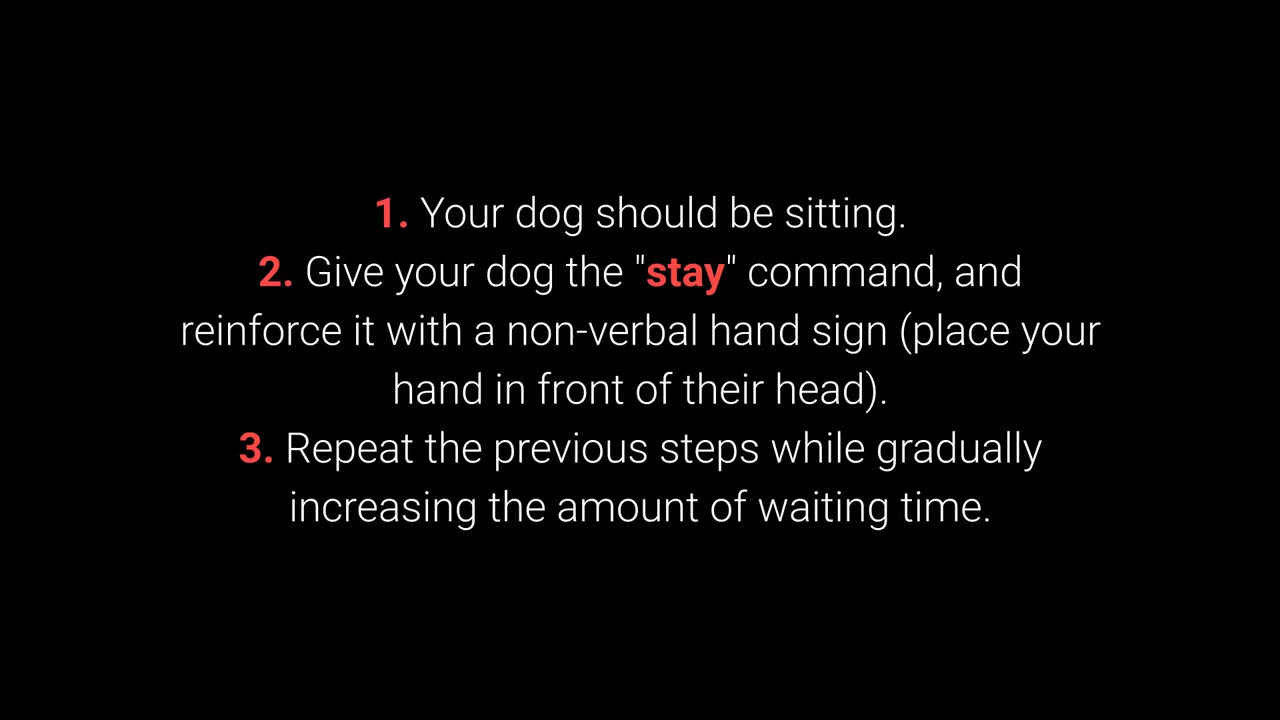 1. Your dog should be sitting.
2. Give your dog the "stay" command, and
reinforce it with a non-verbal hand sign (place your
hand in front of their head).
3. Repeat the previous steps while gradually
increasing the amount of waiting time.